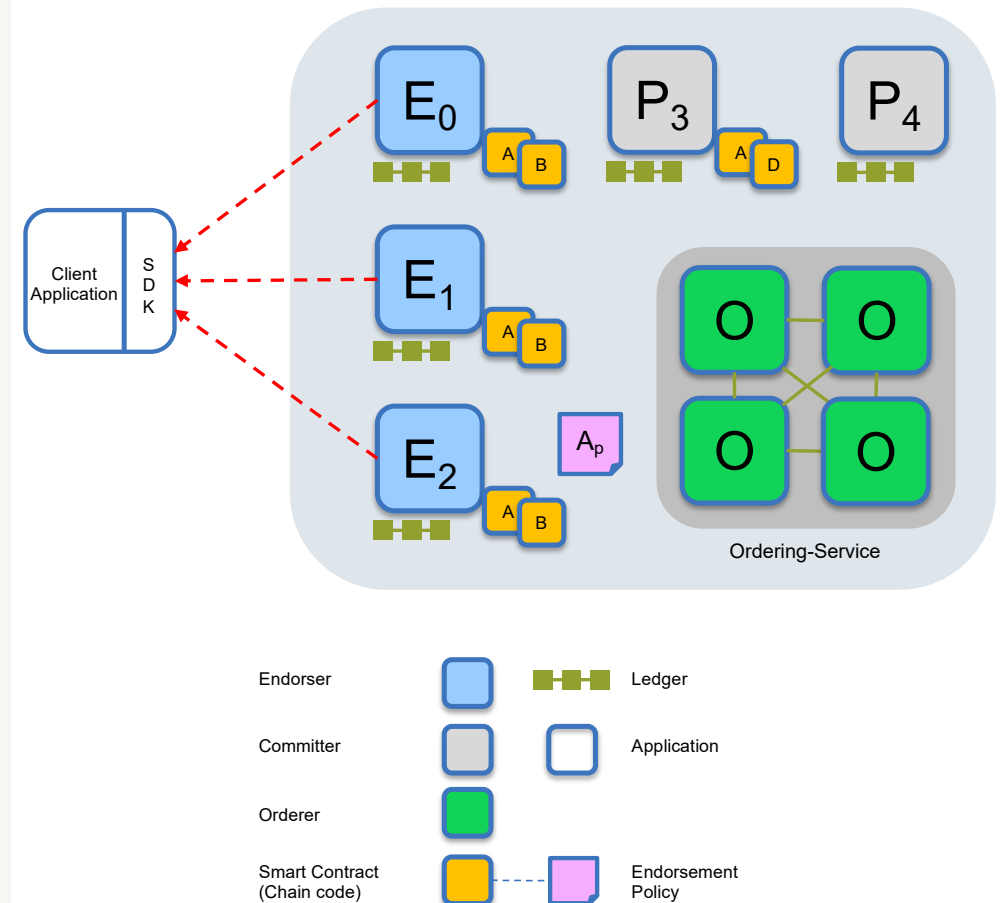 E0
P3
P4
A
B
A
D
Client
Application
S
D
K
E1
A
B
O
O
E2
Ap
O
O
A
B
Ordering-Service
Endorser
Ledger
Committer
Application
Orderer
Smart Contract
(Chain code)
Endorsement
Policy